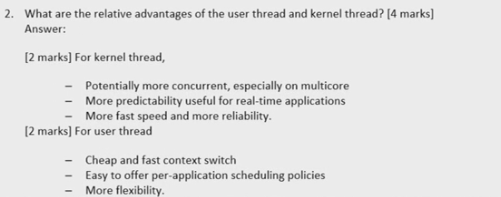 2. What are the relative advantages of the user thread and kernel thread? [4 marks]
Answer:
[2 marks] For kernel thread,
– Potentially more concurrent, especially on multicore
– More predictability useful for real-time applications
– More fast speed and more reliability.
[2 marks] For user thread
– Cheap and fast context switch
– Easy to offer per-application scheduling policies
– More flexibility.